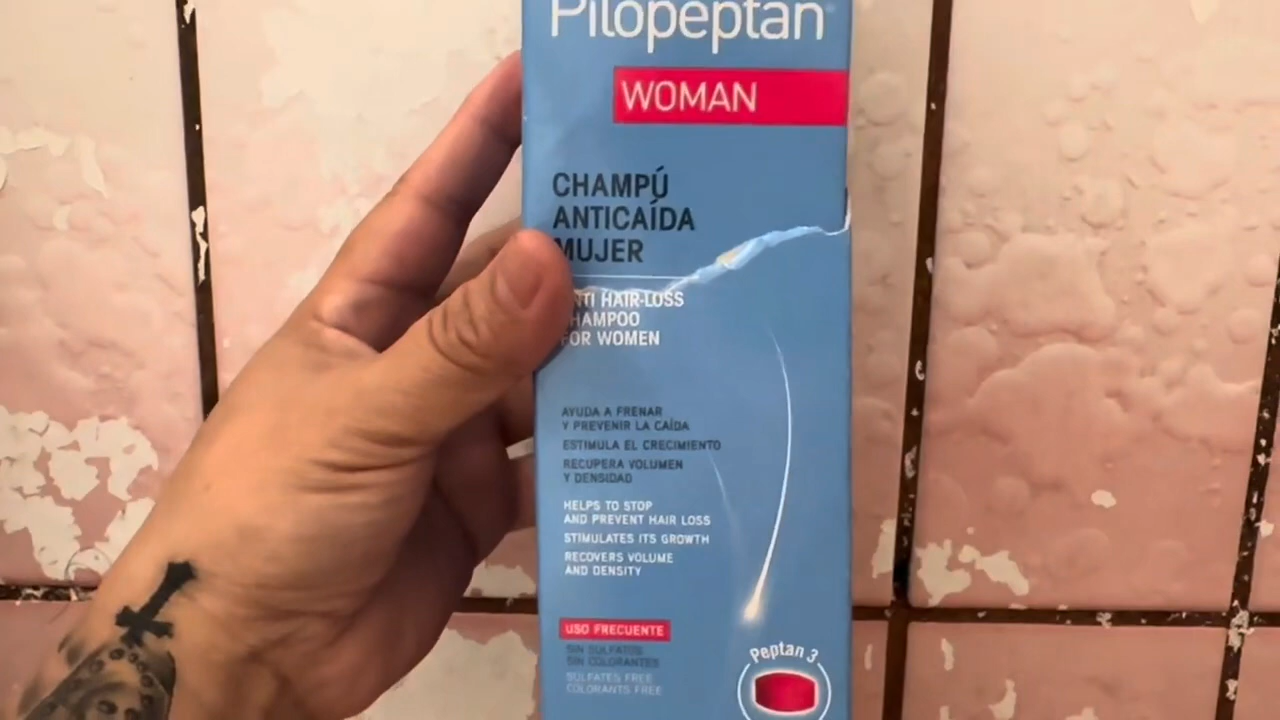 Pilopeptan
WOMAN
CHAMPÚ
ANTICAÍDA
MUJER
ANTI HAIR-LOSS
SHAMPOO
FOR WOMEN
AYUDA A FRENAR
Y PREVENIR LA CAÍDA
ESTIMULA EL CRECIMIENTO
RECUPERA VOLUMEN
Y DENSIDAD
HELPS TO STOP
AND PREVENT HAIR LOSS
STIMULATES ITS GROWTH
RECOVERS VOLUME
AND DENSITY
USO FRECUENTE
SIN SULFATOS
SIN COLORANTES
SULFATES FREE
COLORANTS FREE
Peptan 3